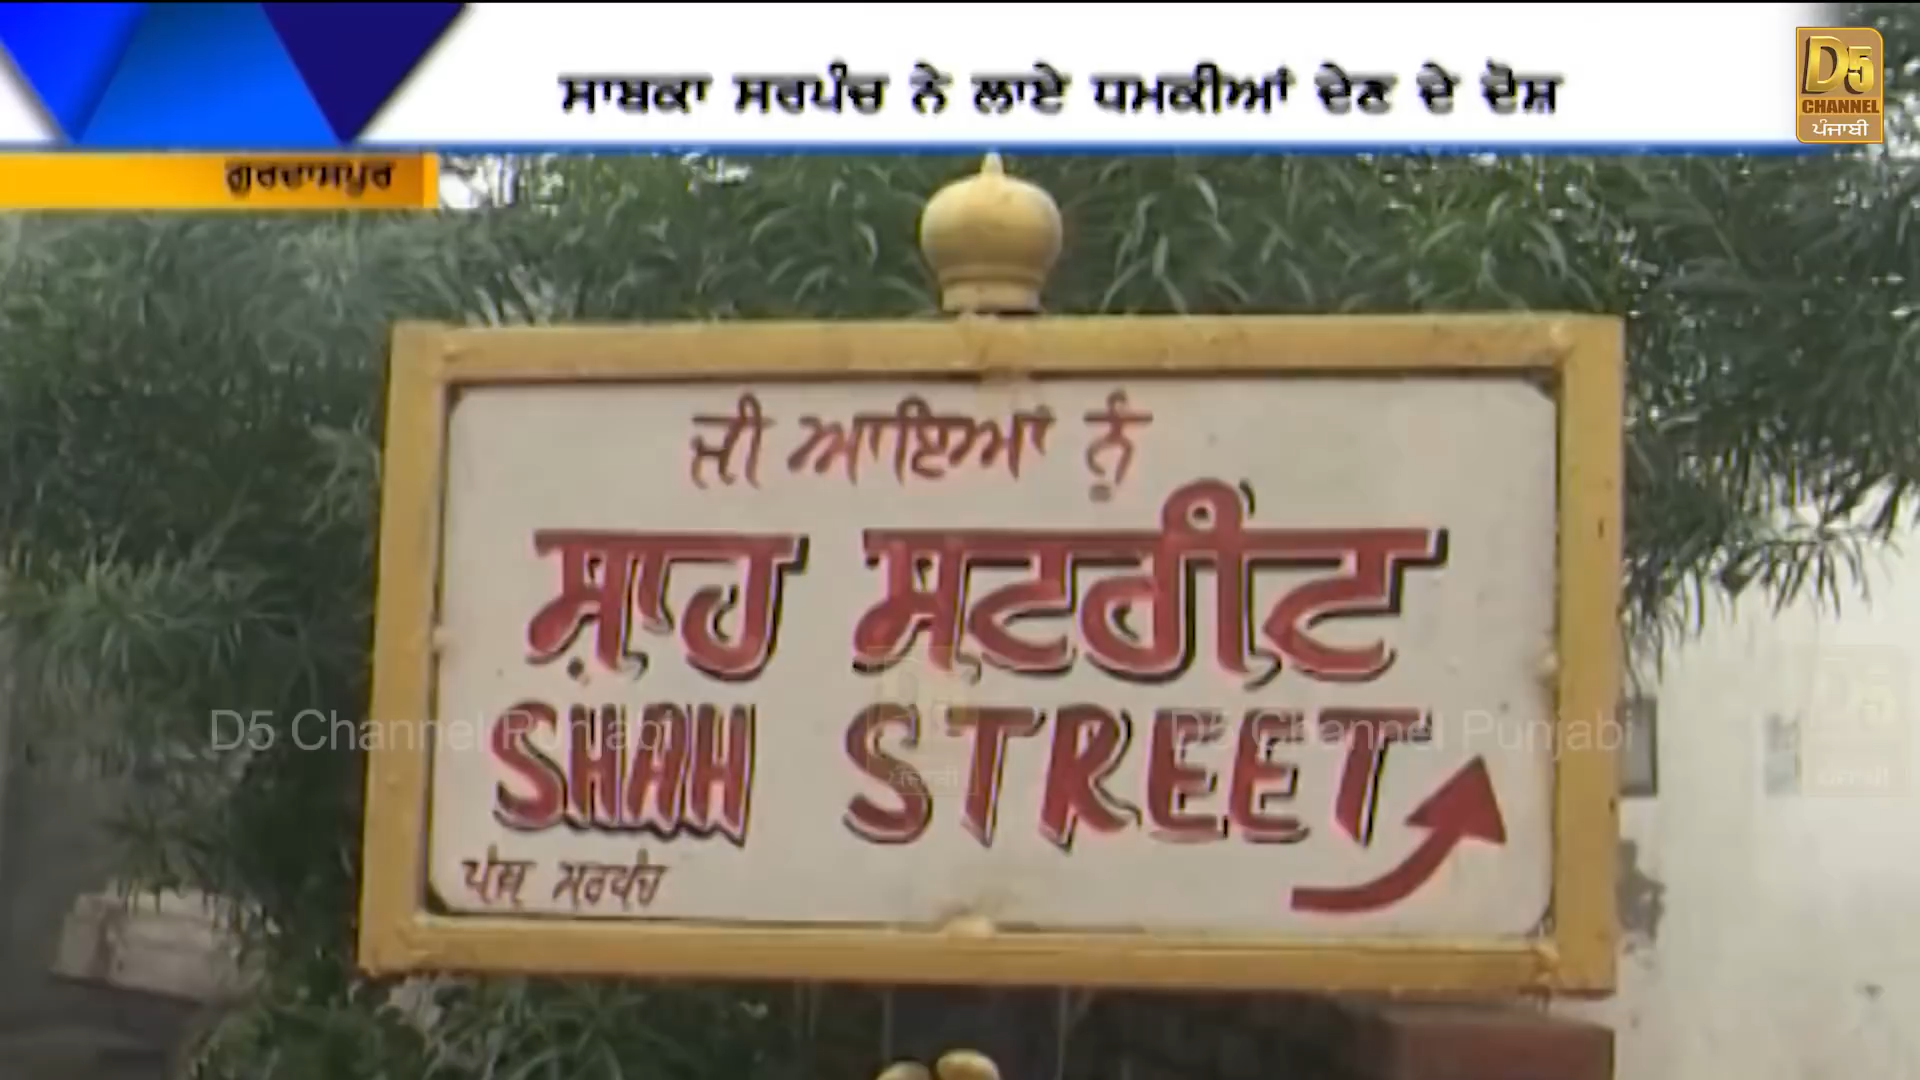 ਸਾਬਕਾ ਸਰਪੰਚ ਨੇ ਲਾਏ ਧਮਕੀਆਂ ਦੇਣ ਦੇ ਦੋਸ਼
D5
CHANNEL
ਪੰਜਾਬੀ
ਗੁਰਦਾਸਪੁਰ
ਜੀ ਆਇਆਂ ਨੂੰ
ਸ਼ਾਹ ਸਟਰੀਟ
SHAH STREET
D5 Channel Punjabi
D5 Channel Punjabi
ਸਰਪੰਚ